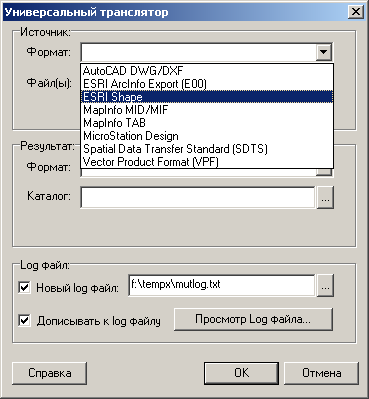 Универсальный транслятор
Источник:
Формат:
AutoCAD DWG/DXF
Файл(ы):
ESRI ArcInfo Export (E00)
ESRI Shape
MapInfo MID/MIF
MapInfo TAB
MicroStation Design
Результат:
Spatial Data Transfer Standard (SDTS)
Формат:
Vector Product Format (VPF)
Каталог:
...
Log файл:
Новый log файл:
f:\tempx\mutlog.txt
...
Дописывать к log файлу
Просмотр Log файла...
Справка
OK
Отмена